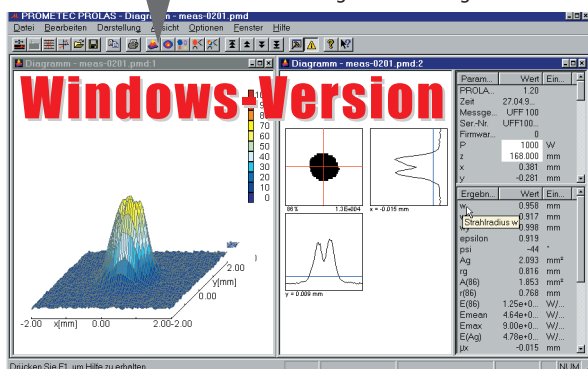 PROMETEC PROLAS - Diagramm - meas-0201.pmd
Datei Bearbeiten Darstellung Ansicht Optionen Fenster Hilfe
Diagramm - meas-0201.pmd:1
Diagramm - meas-0201.pmd:2
Windows-Version
70
60
50
40
30
20
10
0
2.00
y[mm]
0.00
-2.00 x[mm] 0.00 2.00 -2.00
86% 1.3E+004
x = -0.015 mm
y = 0.009 mm
Param... Wert Ein...
PROLA... 1.20
Zeit 27.04.9...
Messge... UFF 100
Ser.-Nr. UFF100...
Firmwar... 0
P 1000 W
z 168.000 mm
x 0.381 mm
y -0.281 mm
Ergebn... Wert Ein...
w 0.958 mm
0.917 mm
Strahlradius w
wy 0.998 mm
epsilon 0.919
psi -44 °
Ag 2.093 mm²
rg 0.816 mm
A(86) 1.853 mm²
r(86) 0.768 mm
E(86) 1.25e+0... W/...
Emean 4.64e+0... W/...
Emax 9.00e+0... W/...
E(Ag) 4.78e+0... W/...
µx -0.015 mm
Drücken Sie F1, um Hilfe zu erhalten.
NUM